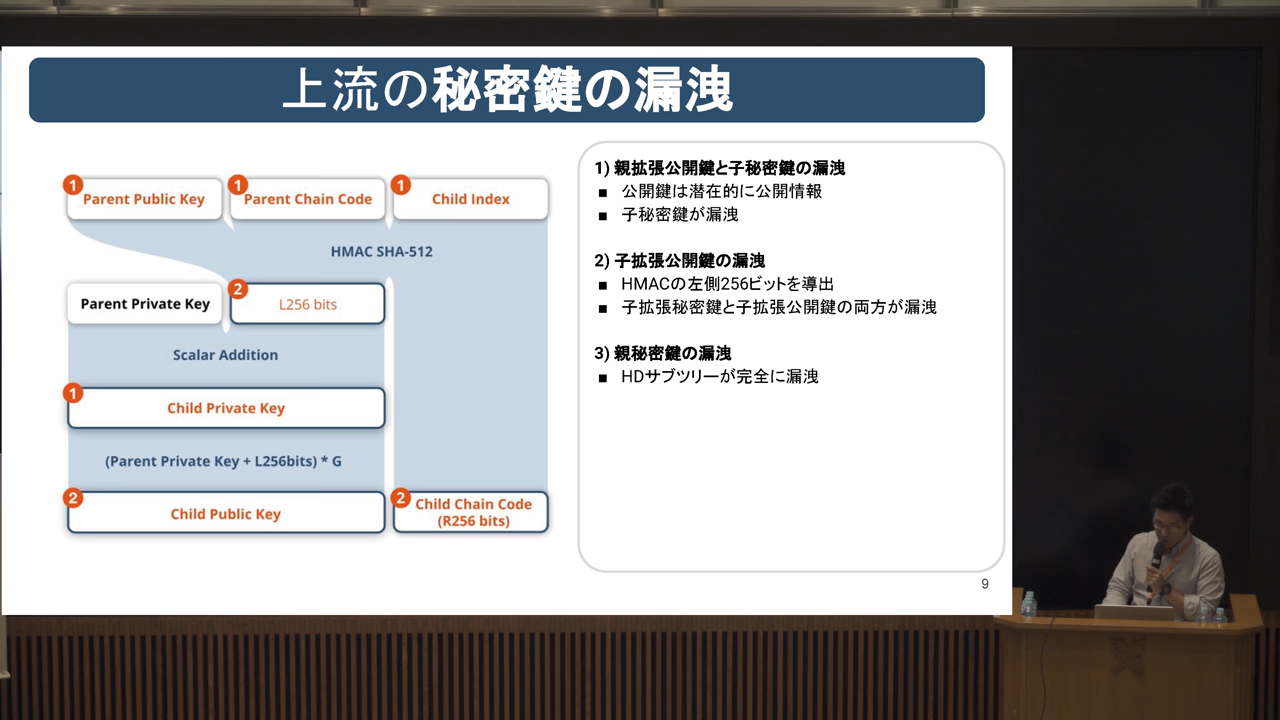 上流の秘密鍵の漏洩
1 Parent Public Key
1 Parent Chain Code
1 Child Index
HMAC SHA-512
Parent Private Key
2 L256 bits
Scalar Addition
1 Child Private Key
(Parent Private Key + L256bits) * G
2 Child Public Key
2 Child Chain Code
(R256 bits)
1) 親拡張公開鍵と子秘密鍵の漏洩
■ 公開鍵は潜在的に公開情報
■ 子秘密鍵が漏洩
2) 子拡張公開鍵の漏洩
■ HMACの左側256ビットを導出
■ 子拡張秘密鍵と子拡張公開鍵の両方が漏洩
3) 親秘密鍵の漏洩
■ HDサブツリーが完全に漏洩
9